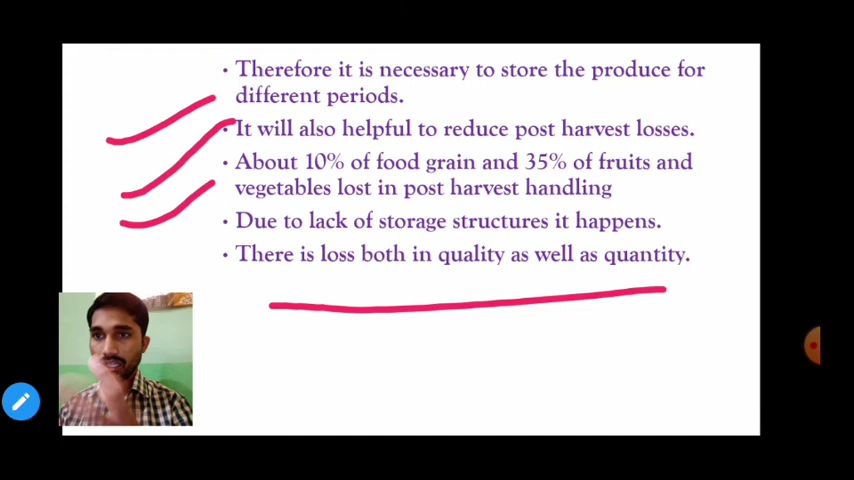 • Therefore it is necessary to store the produce for
different periods.
• It will also helpful to reduce post harvest losses.
• About 10% of food grain and 35% of fruits and
vegetables lost in post harvest handling
• Due to lack of storage structures it happens.
• There is loss both in quality as well as quantity.